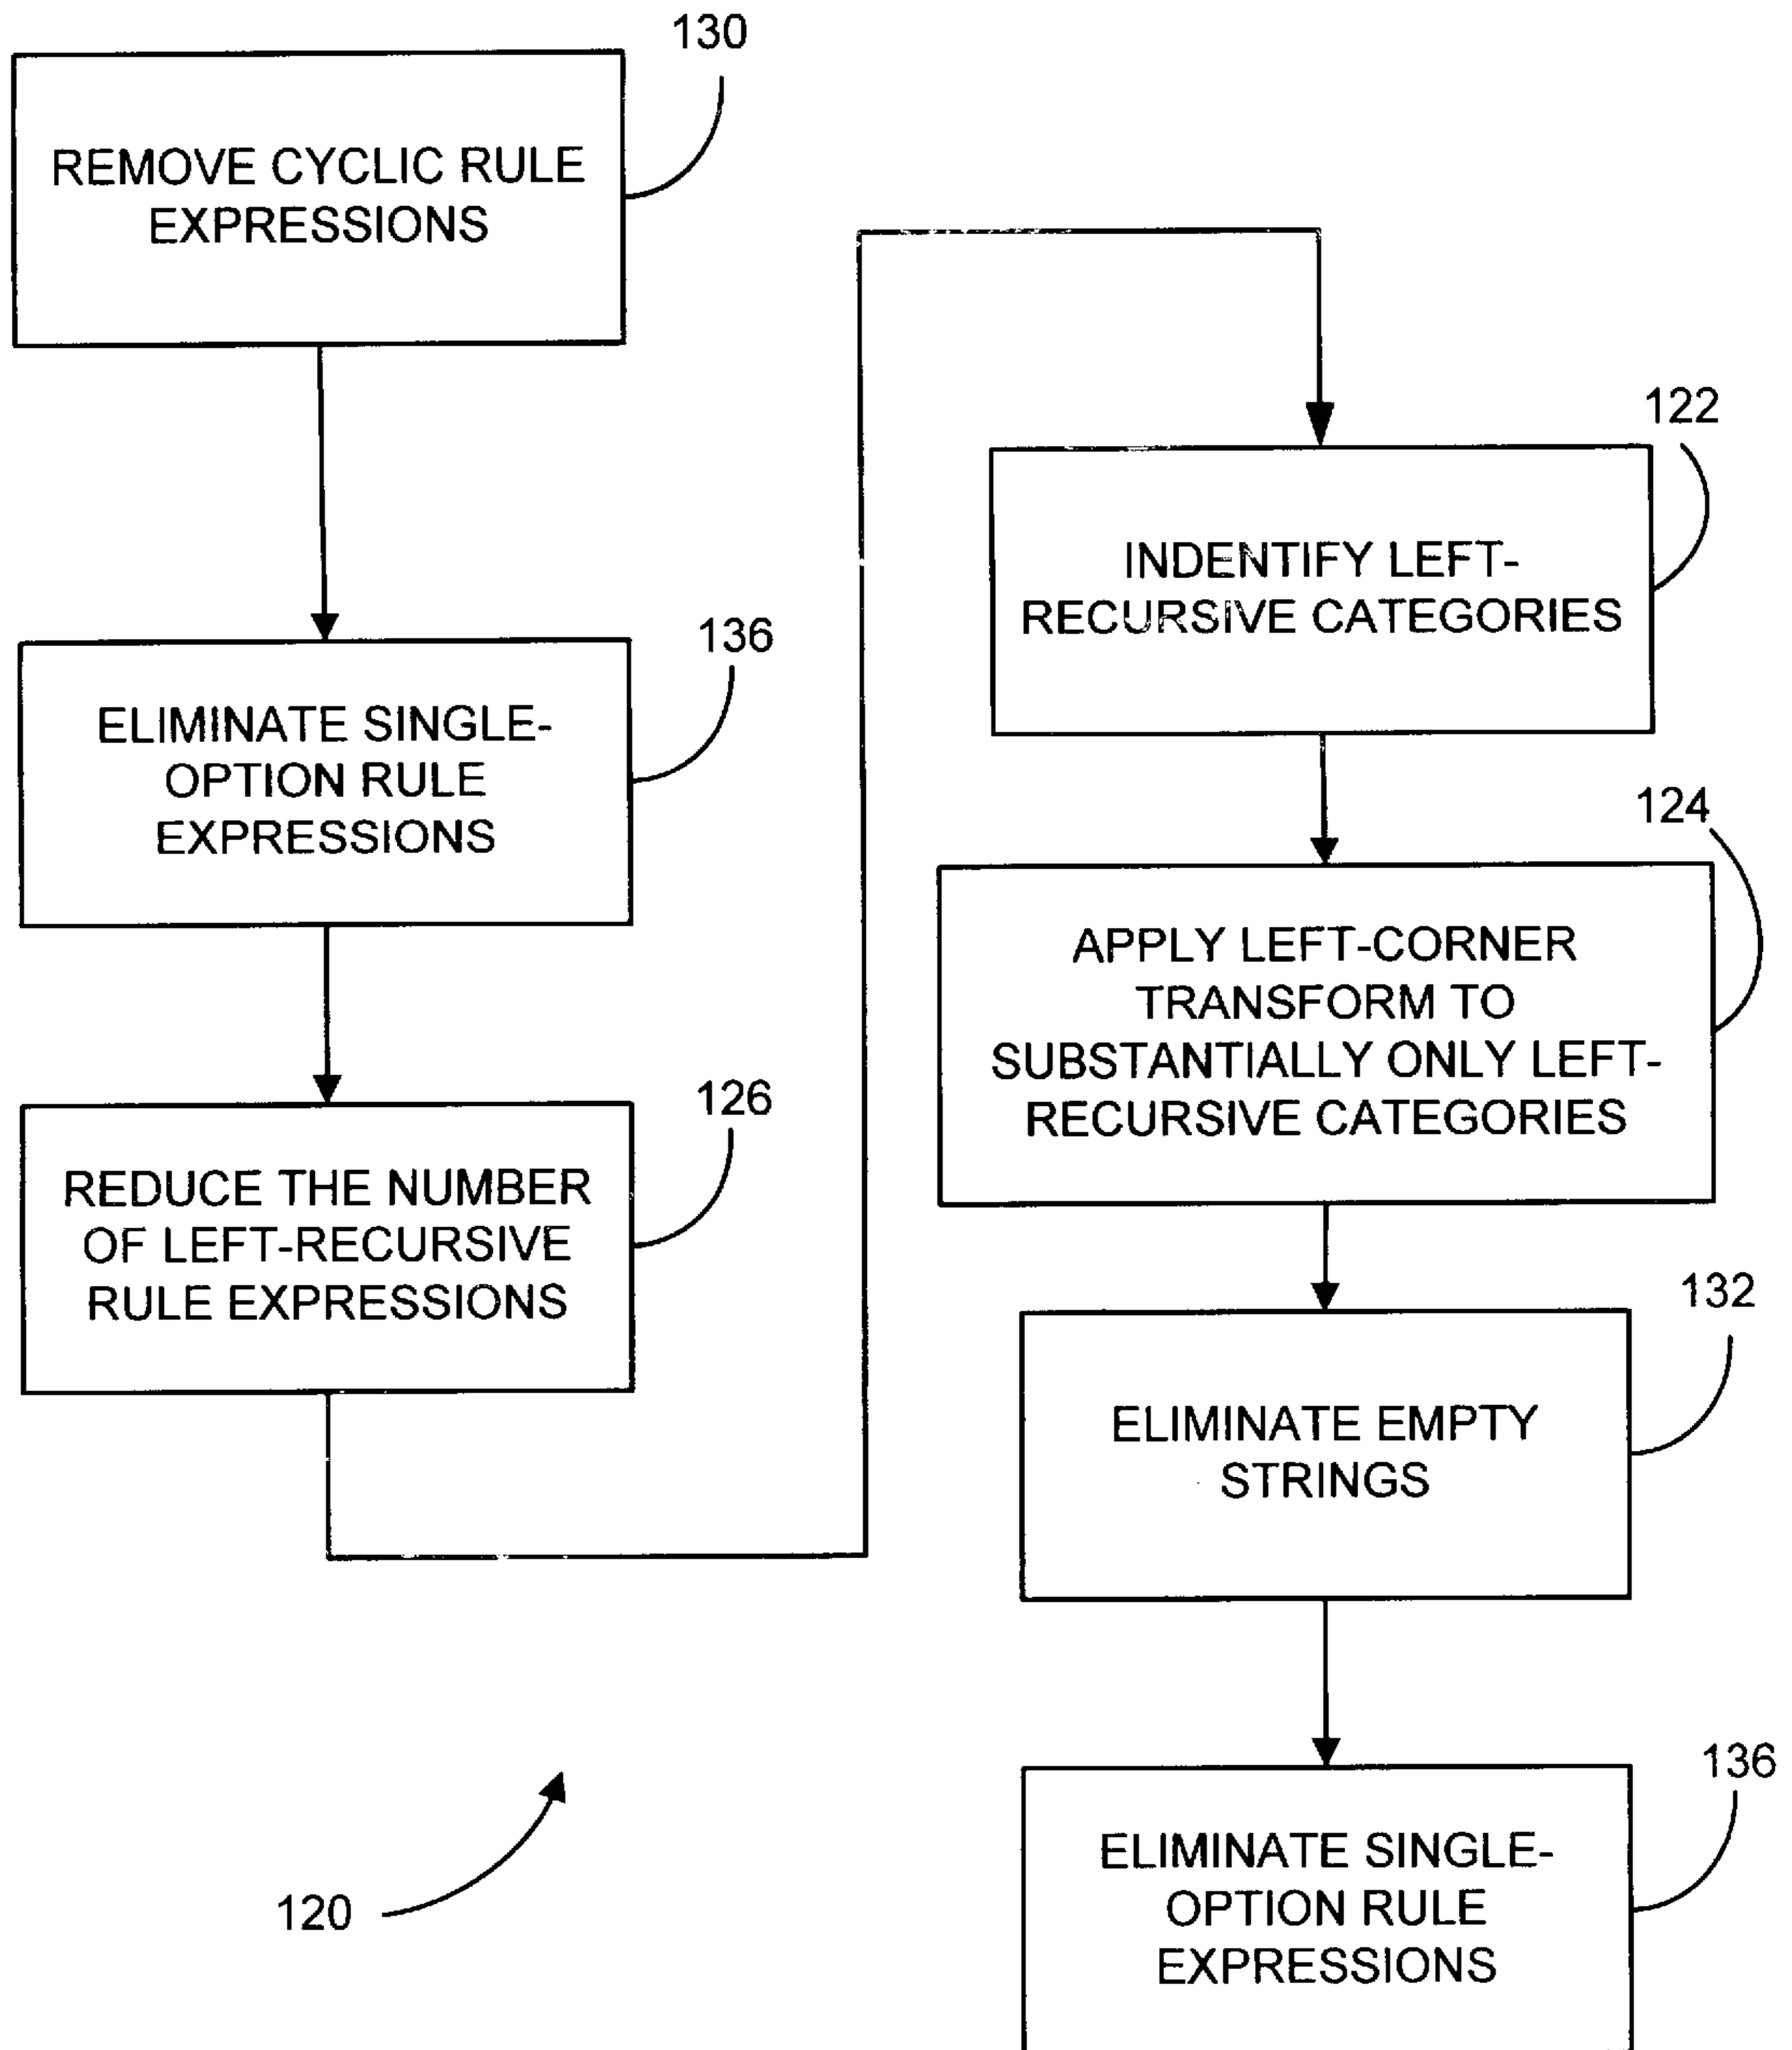 130
REMOVE CYCLIC RULE
EXPRESSIONS
136
ELIMINATE SINGLE-
OPTION RULE
EXPRESSIONS
126
REDUCE THE NUMBER
OF LEFT-RECURSIVE
RULE EXPRESSIONS
122
INDENTIFY LEFT-
RECURSIVE CATEGORIES
124
APPLY LEFT-CORNER
TRANSFORM TO
SUBSTANTIALLY ONLY LEFT-
RECURSIVE CATEGORIES
132
ELIMINATE EMPTY
STRINGS
136
ELIMINATE SINGLE-
OPTION RULE
EXPRESSIONS
120